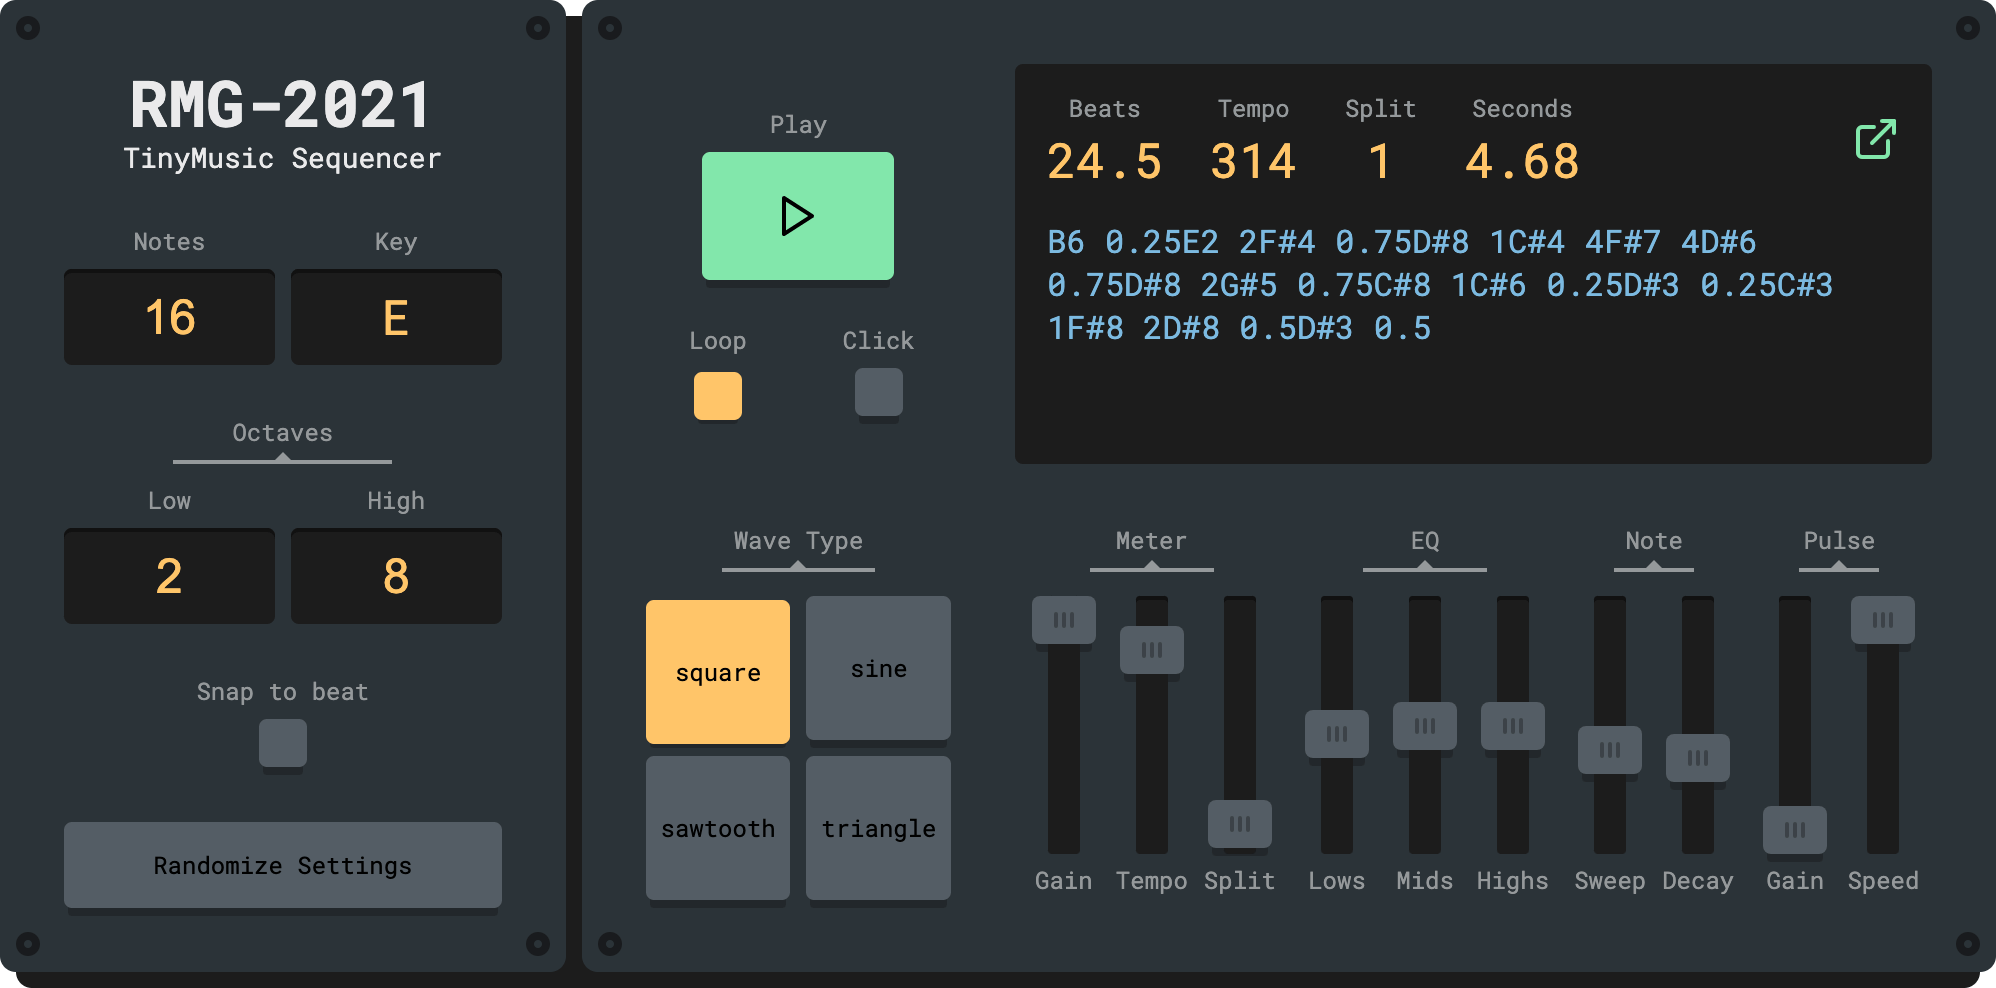 RMG-2021
TinyMusic Sequencer
Notes Key
16 E
Octaves
Low High
2 8
Snap to beat
Randomize Settings
Play
Loop Click
Beats Tempo Split Seconds
24.5 314 1 4.68
B6 0.25E2 2F#4 0.75D#8 1C#4 4F#7 4D#6
0.75D#8 2G#5 0.75C#8 1C#6 0.25D#3 0.25C#3
1F#8 2D#8 0.5D#3 0.5
Wave Type
square sine
sawtooth triangle
Meter EQ Note Pulse
Gain Tempo Split Lows Mids Highs Sweep Decay Gain Speed